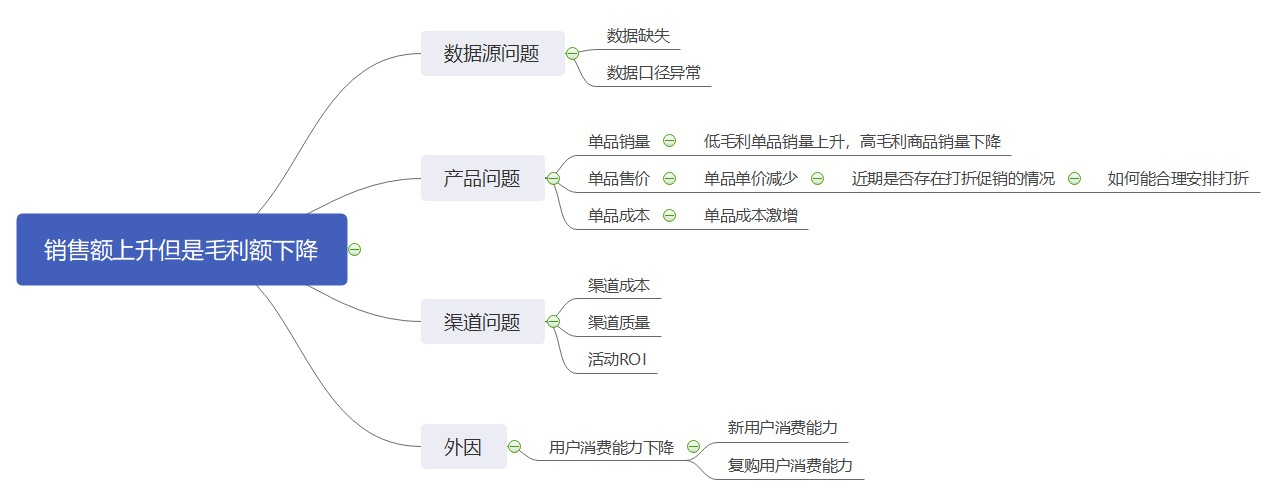 销售额上升但是毛利额下降
数据源问题
数据缺失
数据口径异常
产品问题
单品销量
低毛利单品销量上升，高毛利商品销量下降
单品售价
单品单价减少
近期是否存在打折促销的情况
如何能合理安排打折
单品成本
单品成本激增
渠道问题
渠道成本
渠道质量
活动ROI
外因
用户消费能力下降
新用户消费能力
复购用户消费能力